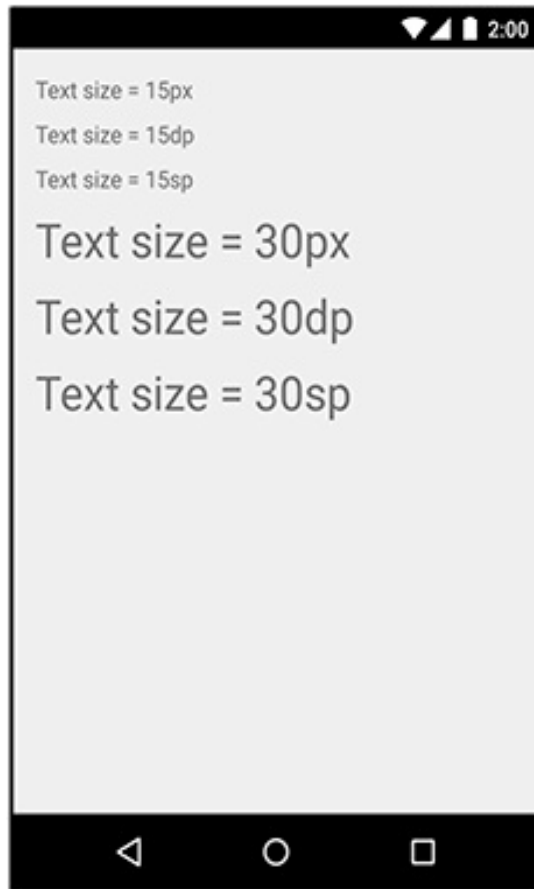 2:00
Text size = 15px
Text size = 15dp
Text size = 15sp
Text size = 30px
Text size = 30dp
Text size = 30sp